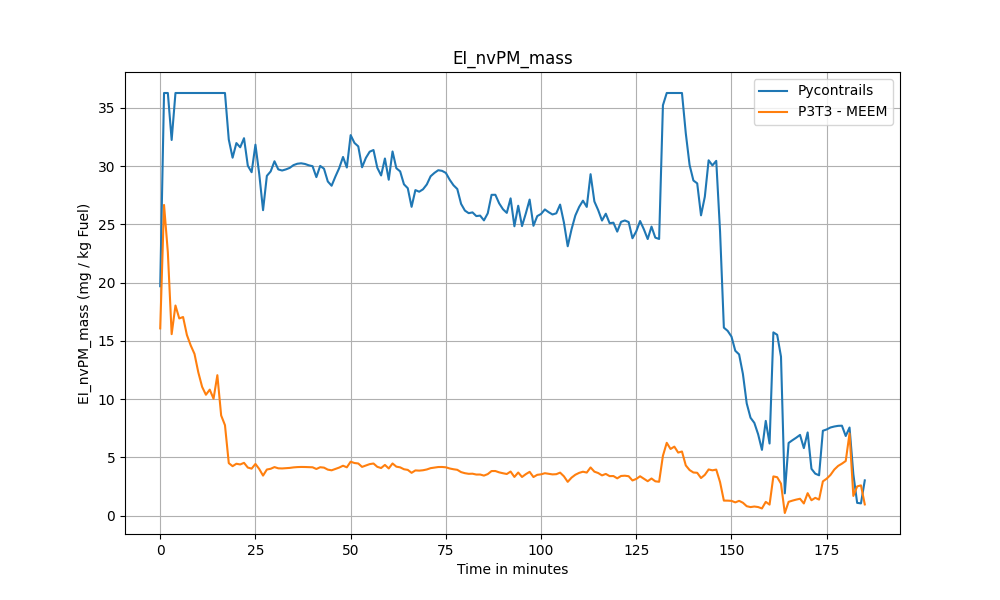 EI_nvPM_mass
Pycontrails
P3T3 - MEEM
EI_nvPM_mass (mg / kg Fuel)
35
30
25
20
15
10
5
0
0 25 50 75 100 125 150 175
Time in minutes